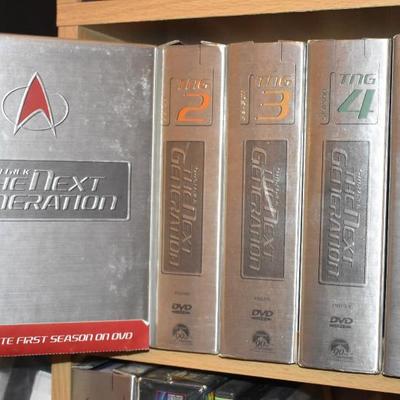 THE NEXT
GENERATION
TE FIRST SEASON ON DVD
TNG
2
THE NEXT
GENERATION
DVD
TNG
3
THE NEXT
GENERATION
DVD
TNG
4
THE NEXT
GENERATION
DVD